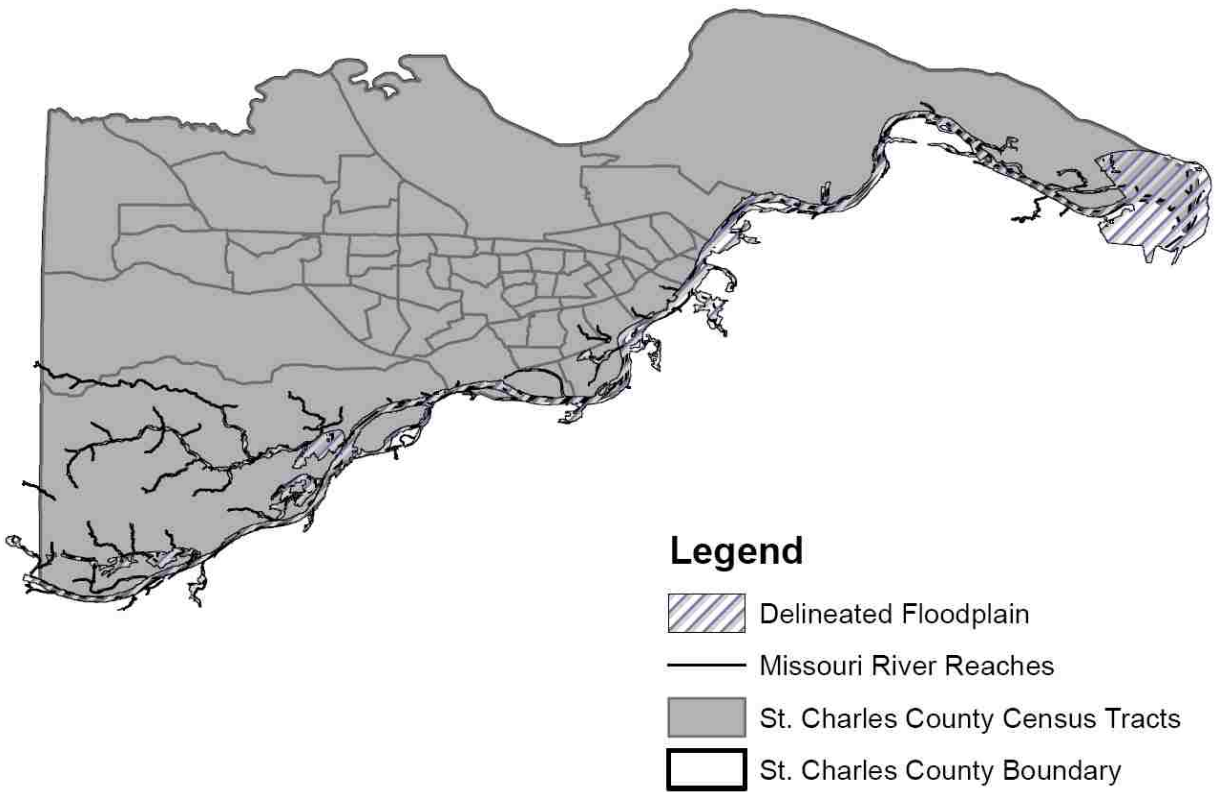 Legend
Delineated Floodplain
Missouri River Reaches
St. Charles County Census Tracts
St. Charles County Boundary